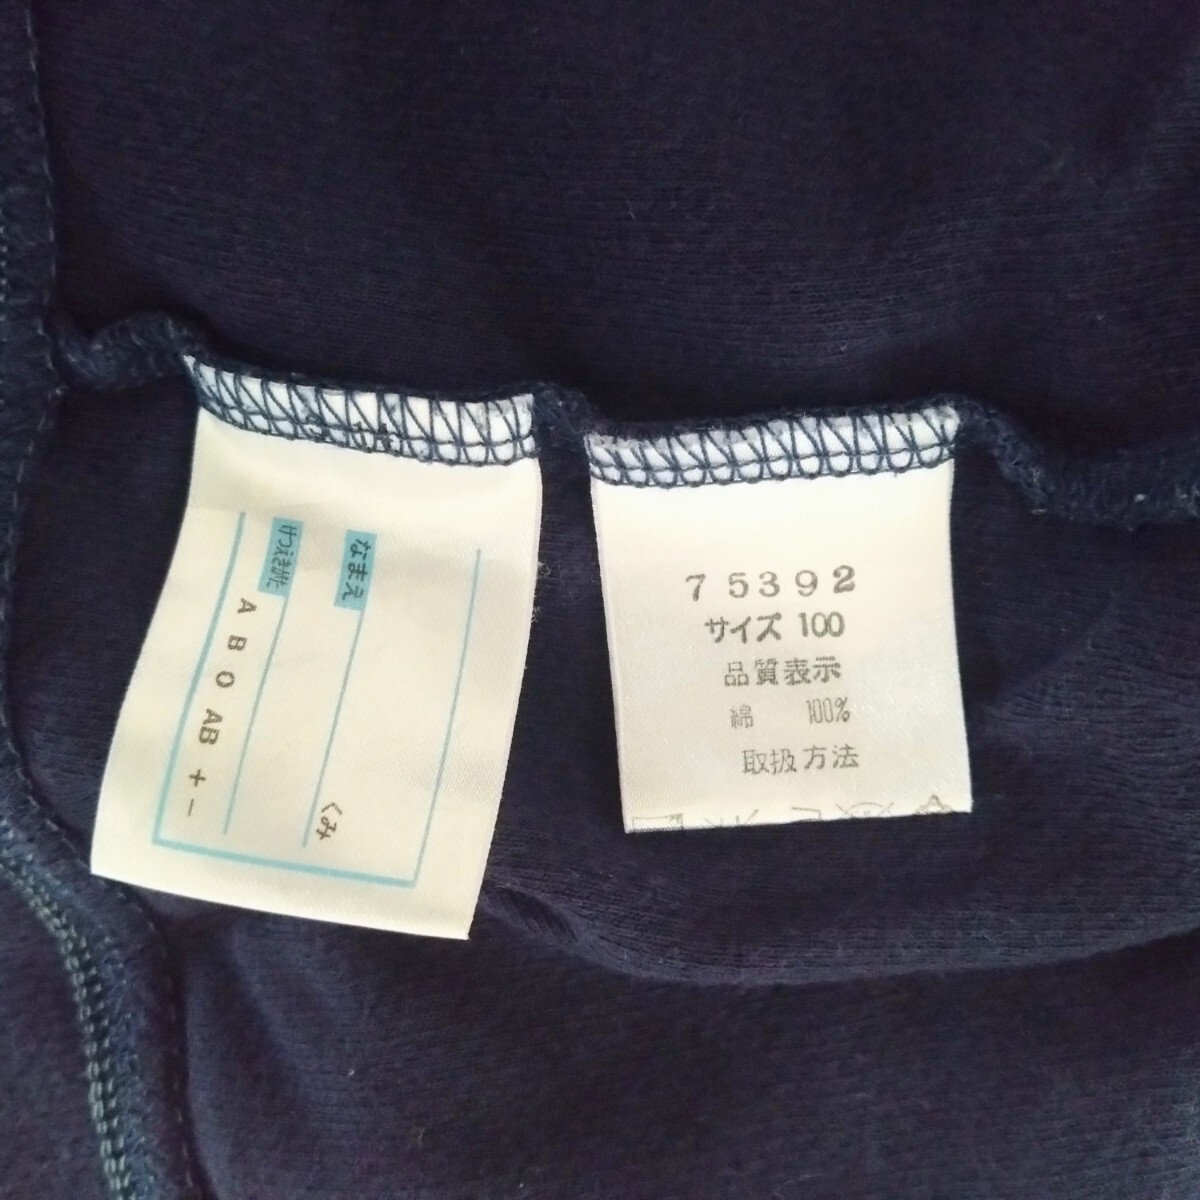 なまえ
くみ
けつえきがた
A B O AB + −
75392
サイズ 100
品質表示
綿 100%
取扱方法